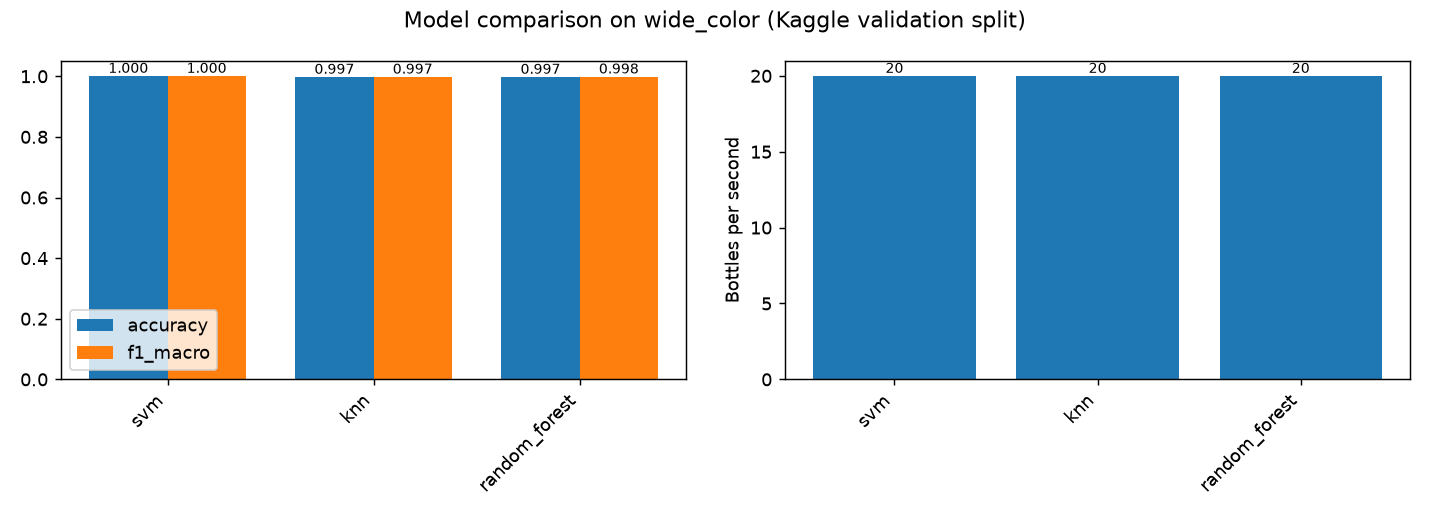 Model comparison on wide_color (Kaggle validation split)
1.0
0.8
0.6
0.4
0.2
0.0
1.000
1.000
0.997
0.997
0.997
0.998
accuracy
f1_macro
svm
knn
random_forest
Bottles per second
20
15
10
5
0
20
20
20
svm
knn
random_forest